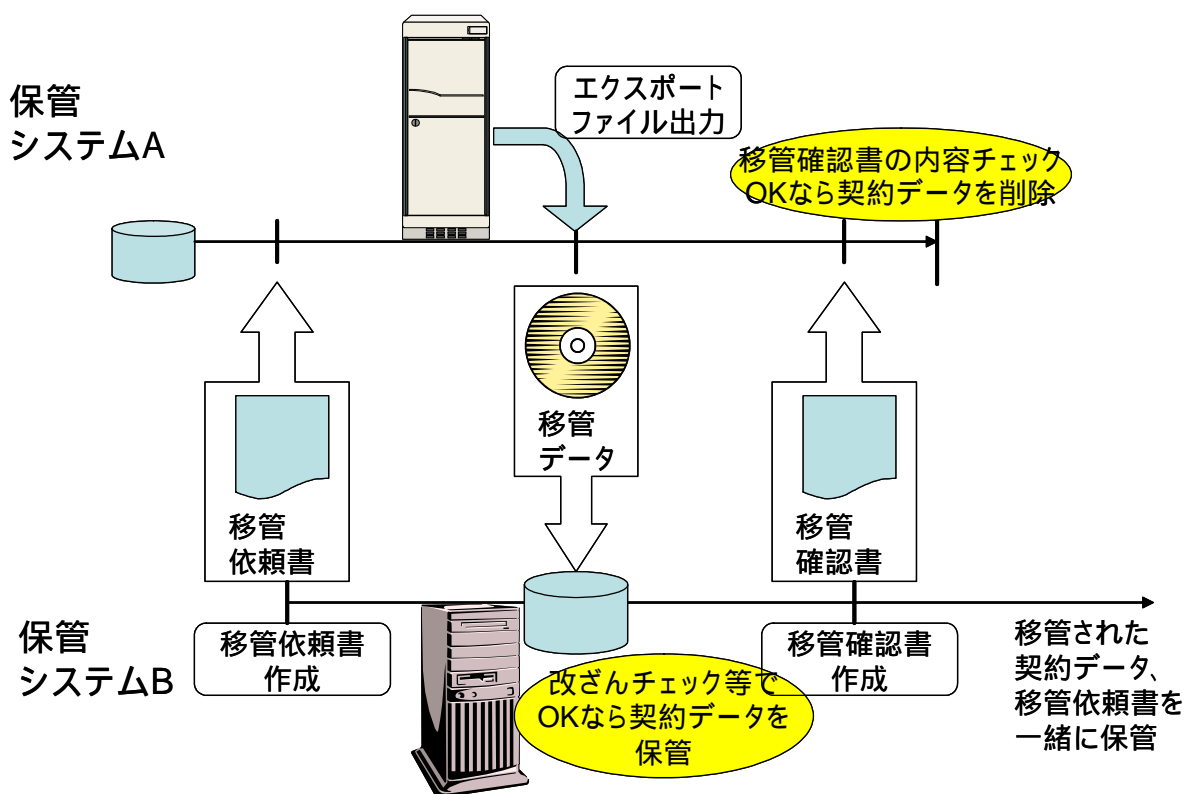 保管
システムA
エクスポート
ファイル出力
移管確認書の内容チェック
OKなら契約データを削除
移管
依頼書
移管
データ
移管
確認書
保管
システムB
移管依頼書
作成
改ざんチェック等で
OKなら契約データを
保管
移管確認書
作成
移管された
契約データ、
移管依頼書を
一緒に保管